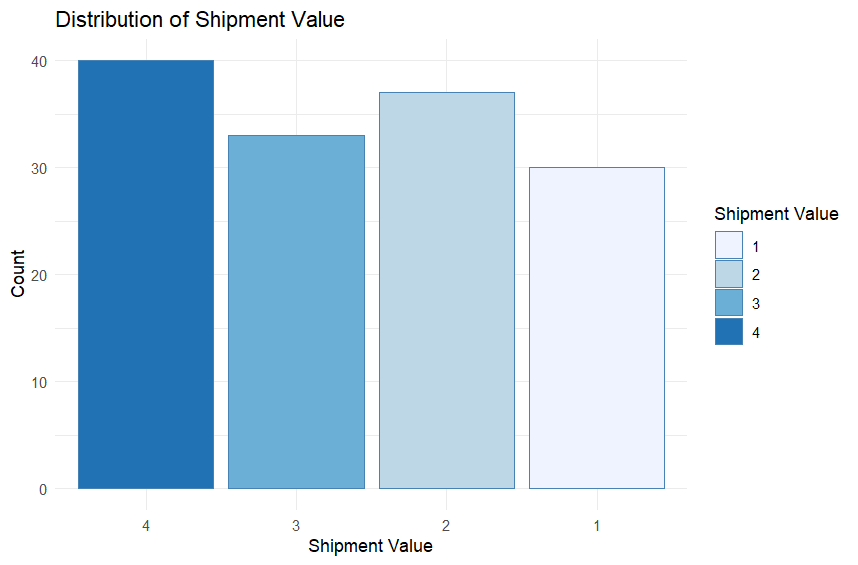 Distribution of Shipment Value
Count
40
30
20
10
0
4 3 2 1
Shipment Value
Shipment Value
1
2
3
4